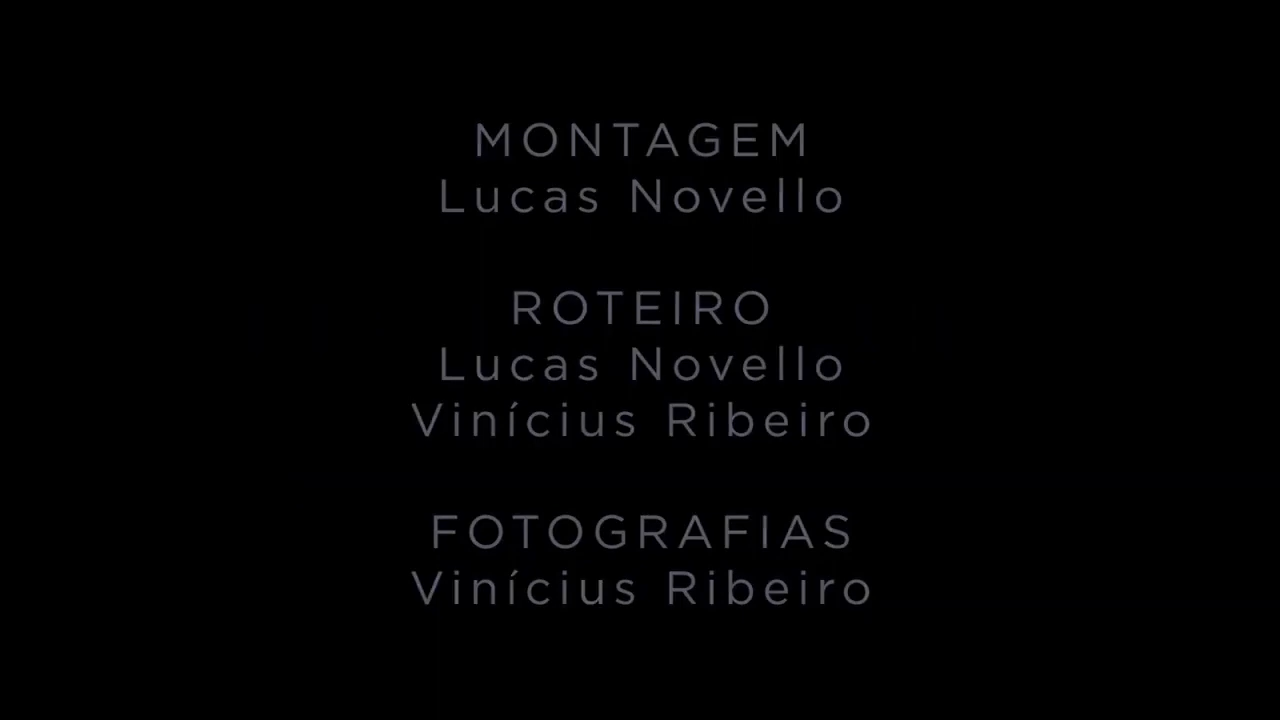 MONTAGEM
Lucas Novello
ROTEIRO
Lucas Novello
Vinícius Ribeiro
FOTOGRAFIAS
Vinícius Ribeiro